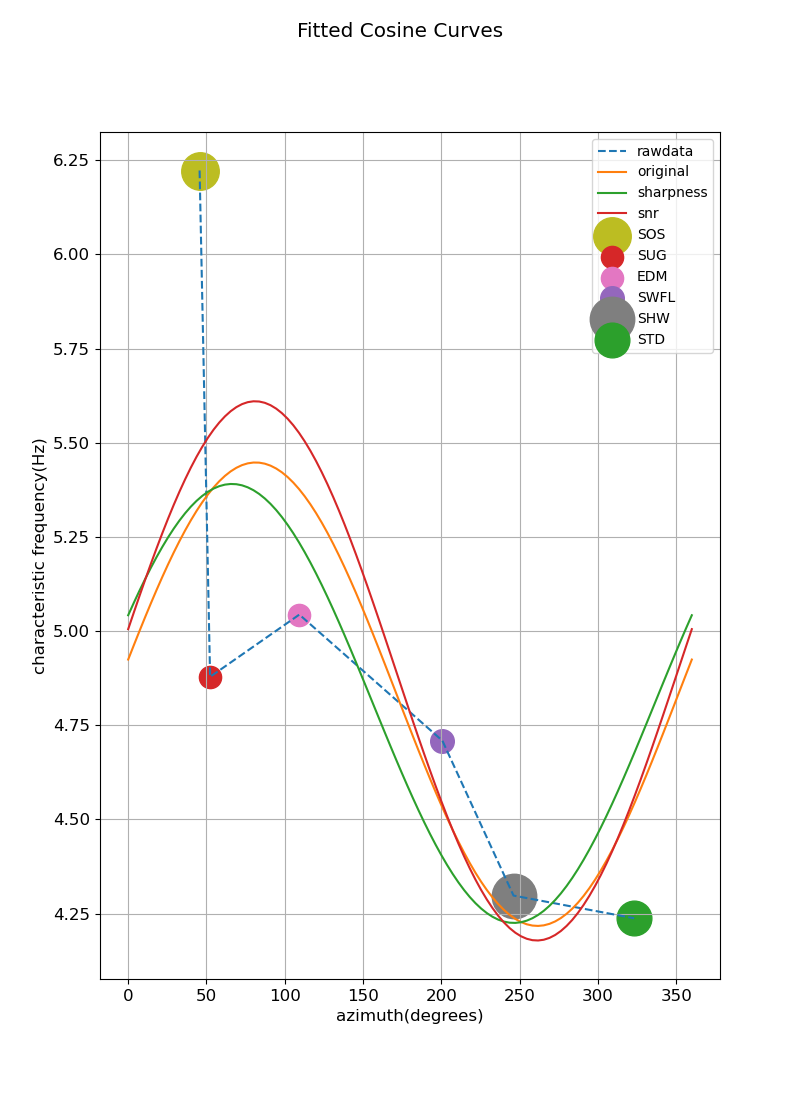 Fitted Cosine Curves
6.25
6.00
5.75
5.50
5.25
5.00
4.75
4.50
4.25
characteristic frequency(Hz)
rawdata
original
sharpness
snr
SOS
SUG
EDM
SWFL
SHW
STD
0 50 100 150 200 250 300 350
azimuth(degrees)